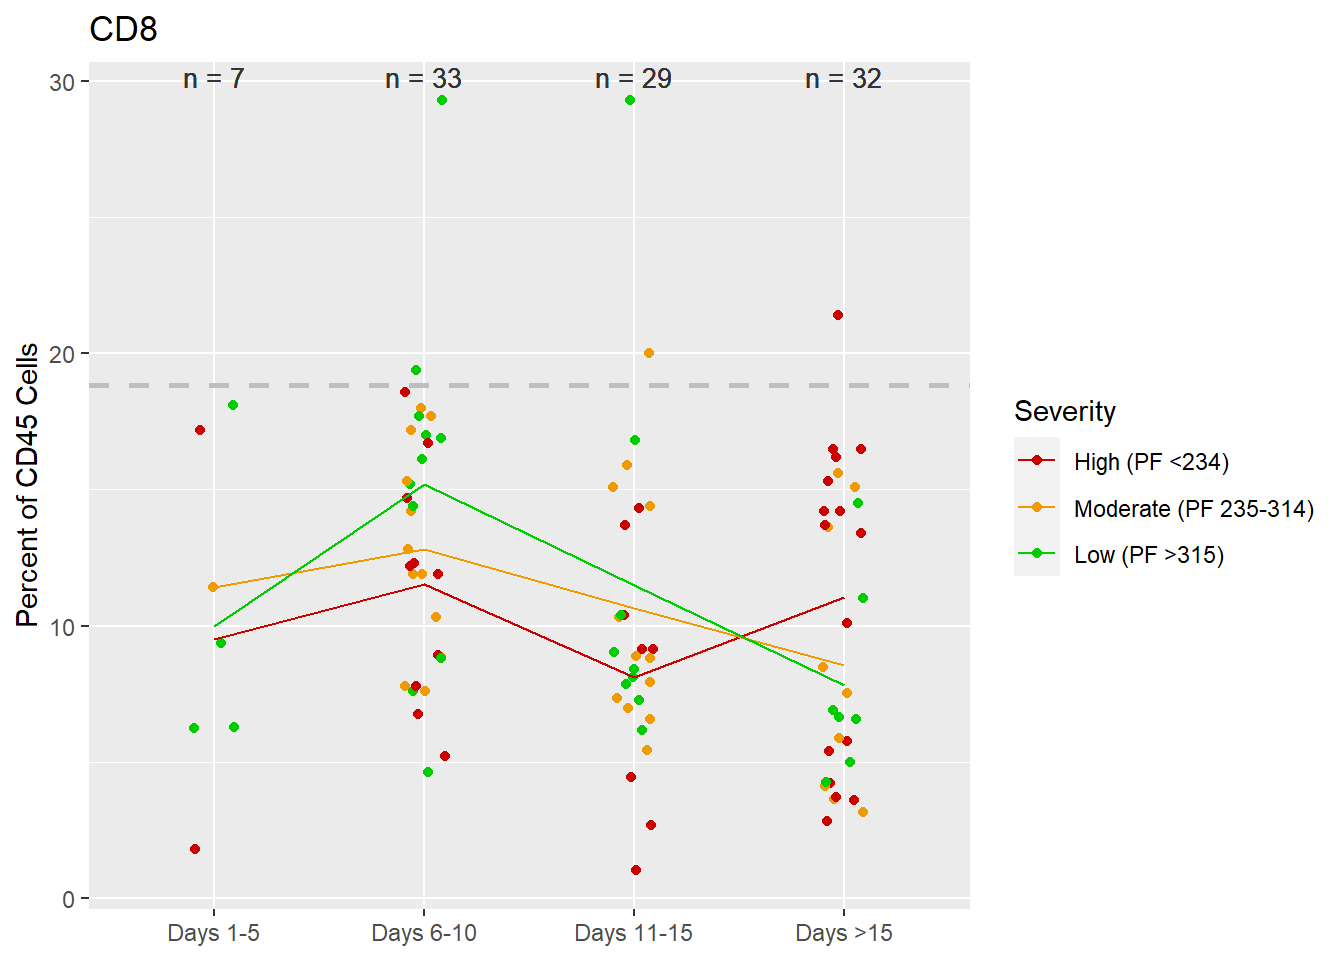 CD8
n = 7
n = 33
n = 29
n = 32
30
20
10
0
Percent of CD45 Cells
Days 1-5
Days 6-10
Days 11-15
Days >15
Severity
High (PF <234)
Moderate (PF 235-314)
Low (PF >315)